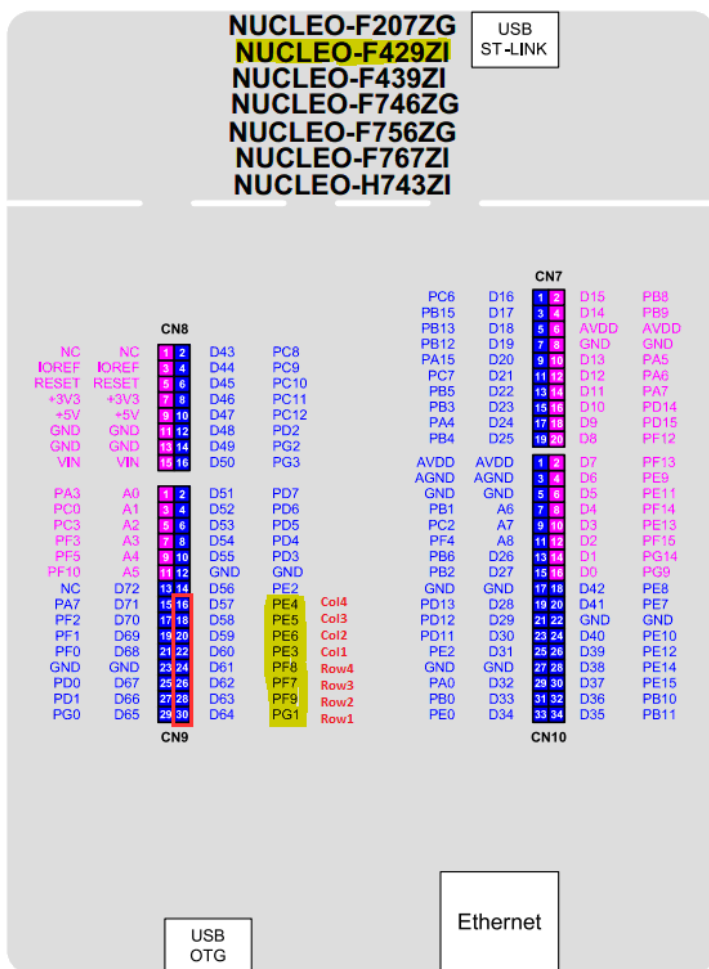 NUCLEO-F207ZG
NUCLEO-F429ZI
NUCLEO-F439ZI
NUCLEO-F746ZG
NUCLEO-F756ZG
NUCLEO-F767ZI
NUCLEO-H743ZI
USB
ST-LINK
CN8
NC NC 1 2 D43 PC8
IOREF IOREF 3 4 D44 PC9
RESET RESET 5 6 D45 PC10
+3V3 +3V3 7 8 D46 PC11
+5V +5V 9 10 D47 PC12
GND GND 11 12 D48 PD2
GND GND 13 14 D49 PG2
VIN VIN 15 16 D50 PG3
PA3 A0 1 2 D51 PD7
PC0 A1 3 4 D52 PD6
PC3 A2 5 6 D53 PD5
PF3 A3 7 8 D54 PD4
PF5 A4 9 10 D55 PD3
PF10 A5 11 12 GND GND
NC D72 13 14 D56 PE2
PA7 D71 15 16 D57 PE4 Col4
PF2 D70 17 18 D58 PE5 Col3
PF1 D69 19 20 D59 PE6 Col2
PF0 D68 21 22 D60 PE3 Col1
GND GND 23 24 D61 PF8 Row4
PD0 D67 25 26 D62 PF7 Row3
PD1 D66 27 28 D63 PF9 Row2
PG0 D65 29 30 D64 PG1 Row1
CN9
CN7
PC6 D16 1 2 D15 PB8
PB15 D17 3 4 D14 PB9
PB13 D18 5 6 AVDD AVDD
PB12 D19 7 8 GND GND
PA15 D20 9 10 D13 PA5
PC7 D21 11 12 D12 PA6
PB5 D22 13 14 D11 PA7
PB3 D23 15 16 D10 PD14
PA4 D24 17 18 D9 PD15
PB4 D25 19 20 D8 PF12
AVDD AVDD 1 2 D7 PF13
AGND AGND 3 4 D6 PE9
GND GND 5 6 D5 PE11
PB1 A6 7 8 D4 PF14
PC2 A7 9 10 D3 PE13
PF4 A8 11 12 D2 PF15
PB6 D26 13 14 D1 PG14
PB2 D27 15 16 D0 PG9
GND GND 17 18 D42 PE8
PD13 D28 19 20 D41 PE7
PD12 D29 21 22 GND GND
PD11 D30 23 24 D40 PE10
PE2 D31 25 26 D39 PE12
GND GND 27 28 D38 PE14
PA0 D32 29 30 D37 PE15
PB0 D33 31 32 D36 PB10
PE0 D34 33 34 D35 PB11
CN10
USB
OTG
Ethernet